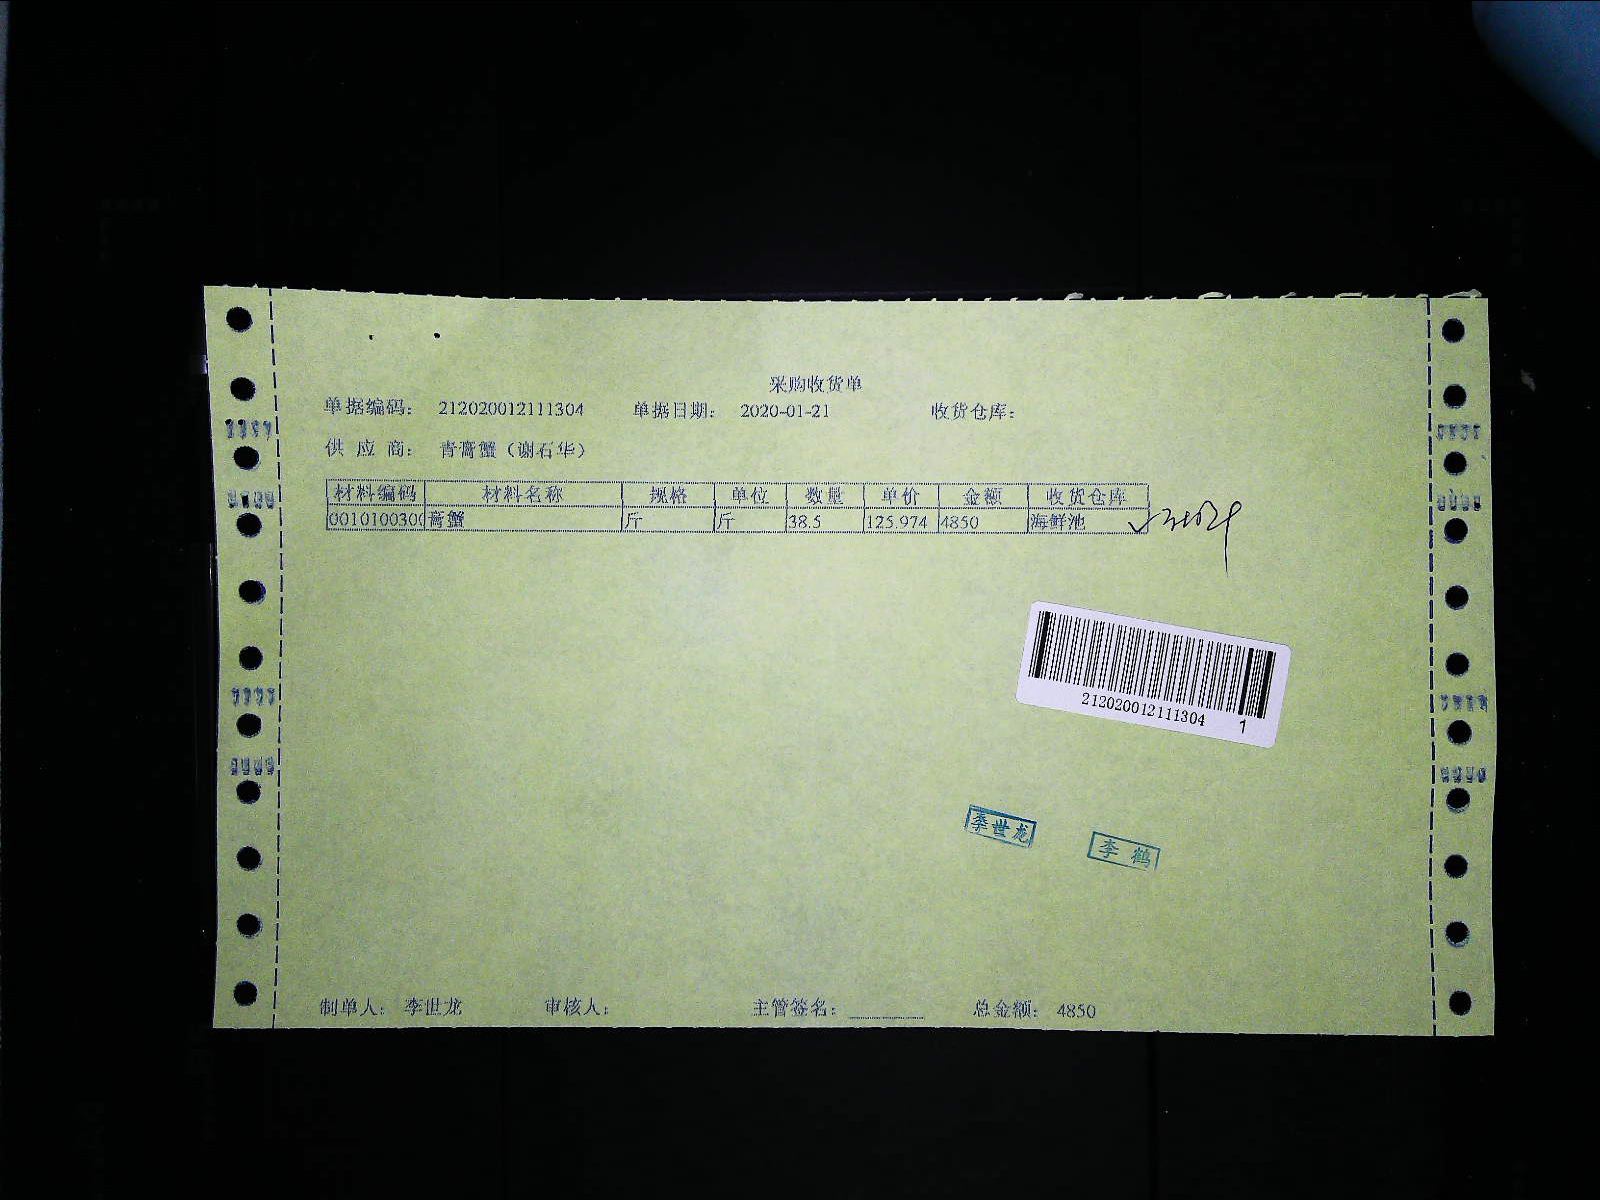 采购收货单
单据编码： 212020012111304 单据日期： 2020-01-21 收货仓库：
供 应 商： 青膏蟹（谢石华）
材料编码 材料名称 规格 单位 数量 单价 金额 收货仓库
0010100300 膏蟹 斤 斤 38.5 125.974 4850 海鲜池
212020012111304 1
李世龙
李鹤
制单人： 李世龙 审核人： 主管签名： 总金额： 4850